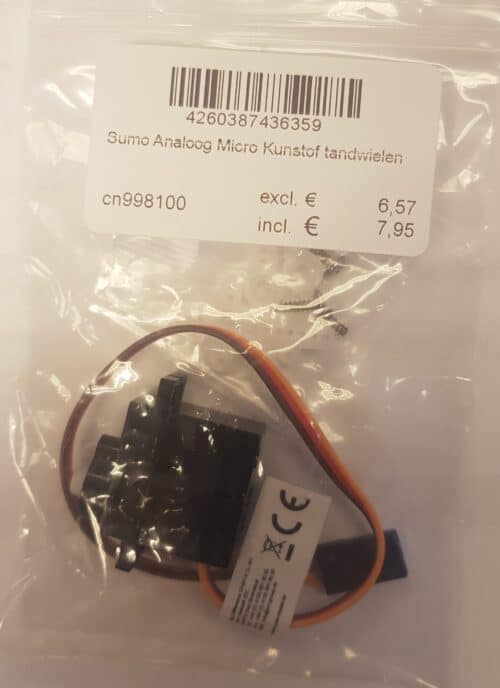 4260387436359
Sumo Analoog Micro Kunstof tandwielen
cn998100
excl. € 6,57
incl. € 7,95
CE